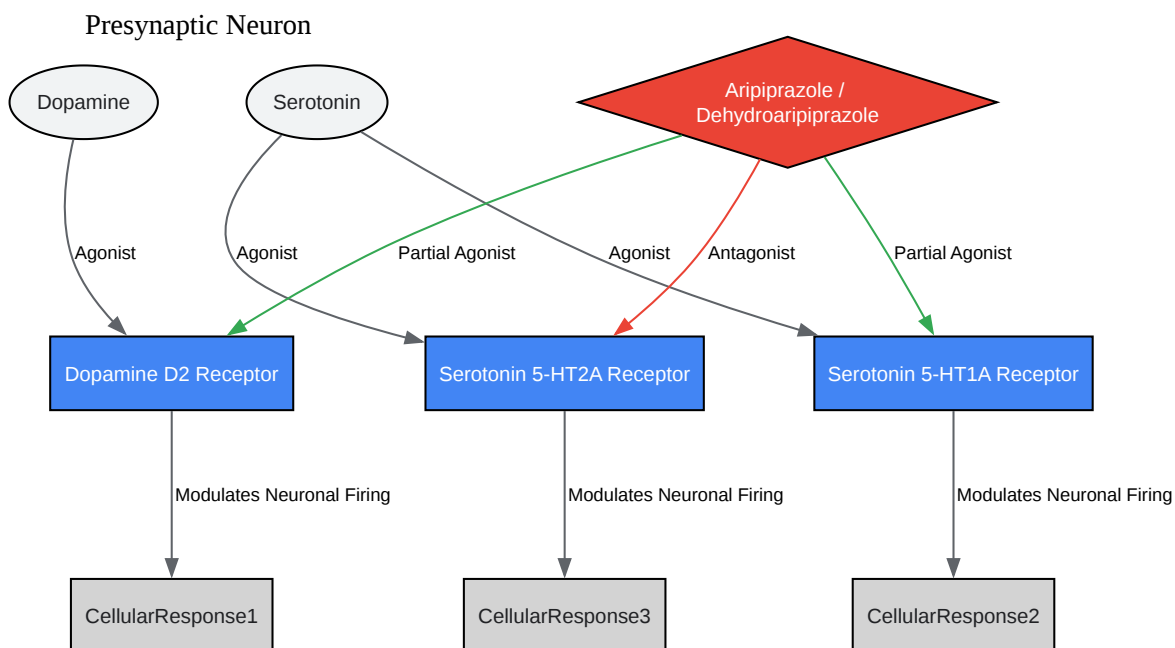 Presynaptic Neuron
Dopamine
Serotonin
Aripiprazole /
Dehydroaripiprazole
Agonist
Agonist
Partial Agonist
Agonist
Antagonist
Partial Agonist
Dopamine D2 Receptor
Serotonin 5-HT2A Receptor
Serotonin 5-HT1A Receptor
Modulates Neuronal Firing
Modulates Neuronal Firing
Modulates Neuronal Firing
CellularResponse1
CellularResponse3
CellularResponse2